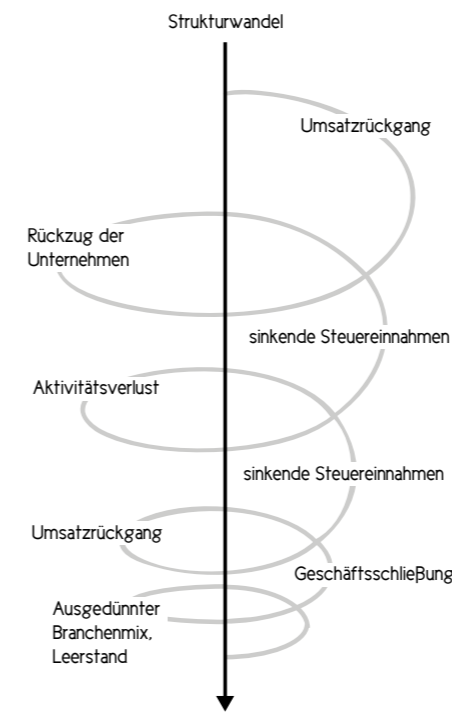 Strukturwandel
Umsatzrückgang
Rückzug der
Unternehmen
sinkende Steuereinnahmen
Aktivitätsverlust
sinkende Steuereinnahmen
Umsatzrückgang
Geschäftsschließung
Ausgedünnter
Branchenmix,
Leerstand